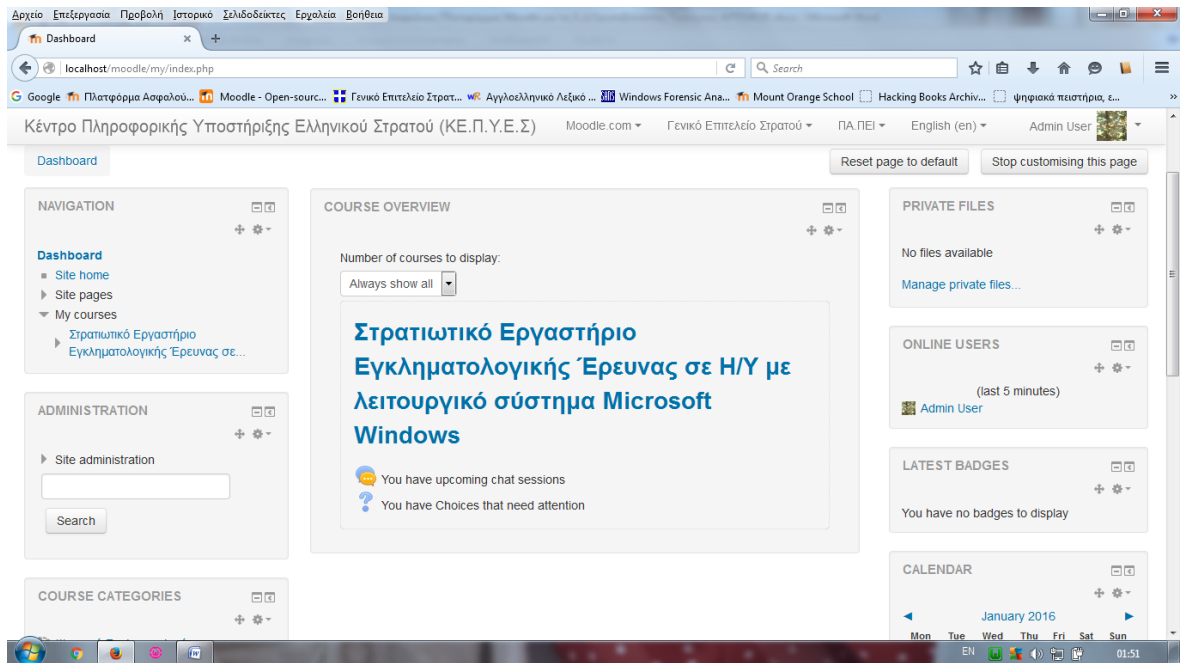 Αρχείο Επεξεργασία Προβολή Ιστορικό Σελιδοδείκτες Εργαλεία Βοήθεια
Dashboard
localhost/moodle/my/index.php
Search
Google Πλατφόρμα Ασφαλού... Moodle - Open-sourc... Γενικό Επιτελείο Στρατ... Αγγλοελληνικό Λεξικό ... Windows Forensic Ana... Mount Orange School Hacking Books Archiv... ψηφιακά πειστήρια, ε...
Κέντρο Πληροφορικής Υποστήριξης Ελληνικού Στρατού (ΚΕ.Π.Υ.Ε.Σ) Moodle.com Γενικό Επιτελείο Στρατού ΠΑ.ΠΕΙ English (en) Admin User
Dashboard
Reset page to default
Stop customising this page
NAVIGATION
Dashboard
Site home
Site pages
My courses
Στρατιωτικό Εργαστήριο
Εγκληματολογικής Έρευνας σε...
ADMINISTRATION
Site administration
Search
COURSE CATEGORIES
COURSE OVERVIEW
Number of courses to display:
Always show all
Στρατιωτικό Εργαστήριο
Εγκληματολογικής Έρευνας σε Η/Υ με
λειτουργικό σύστημα Microsoft
Windows
You have upcoming chat sessions
You have Choices that need attention
PRIVATE FILES
No files available
Manage private files...
ONLINE USERS
(last 5 minutes)
Admin User
LATEST BADGES
You have no badges to display
CALENDAR
January 2016
Mon Tue Wed Thu Fri Sat Sun
EN
01:51